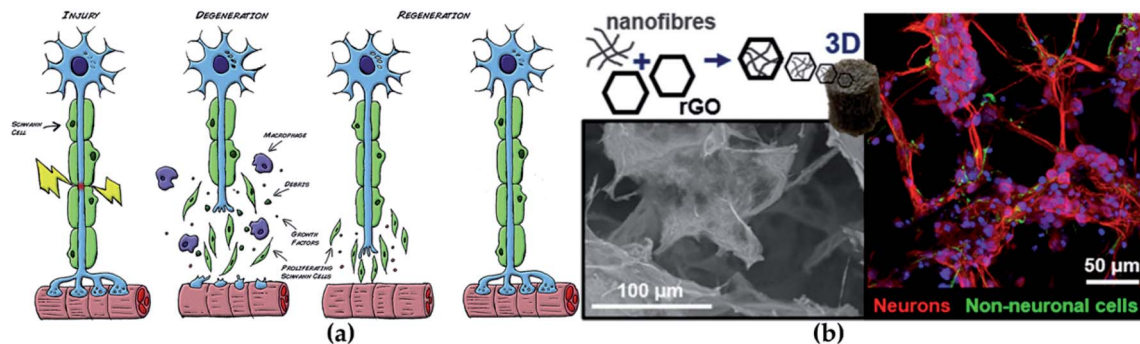 INJURY
DEGENERATION
REGENERATION
SCHWANN
CELL
MACROPHAGE
DEBRIS
GROWTH
FACTORS
PROLIFERATING
SCHWANN CELLS
(a)
nanofibres
+
rGO
3D
100 µm
50 µm
Neurons Non-neuronal cells
(b)